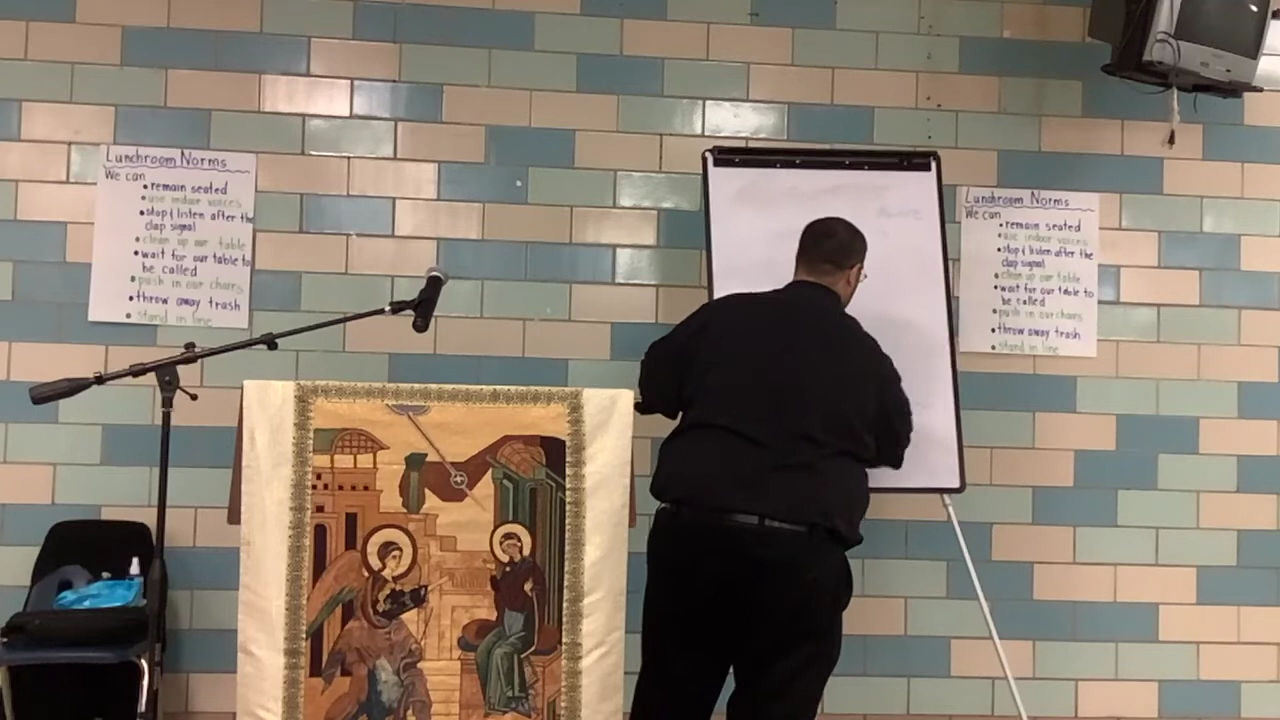 Lunchroom Norms
We can
• remain seated
• use indoor voices
• stop & listen after the
clap signal
• clean up our table
• wait for our table to
be called
• push in our chairs
• throw away trash
• stand in line
Lunchroom Norms
We can
• remain seated
• use indoor voices
• stop & listen after the
clap signal
• clean up our table
• wait for our table to
be called
• push in our chairs
• throw away trash
• stand in line